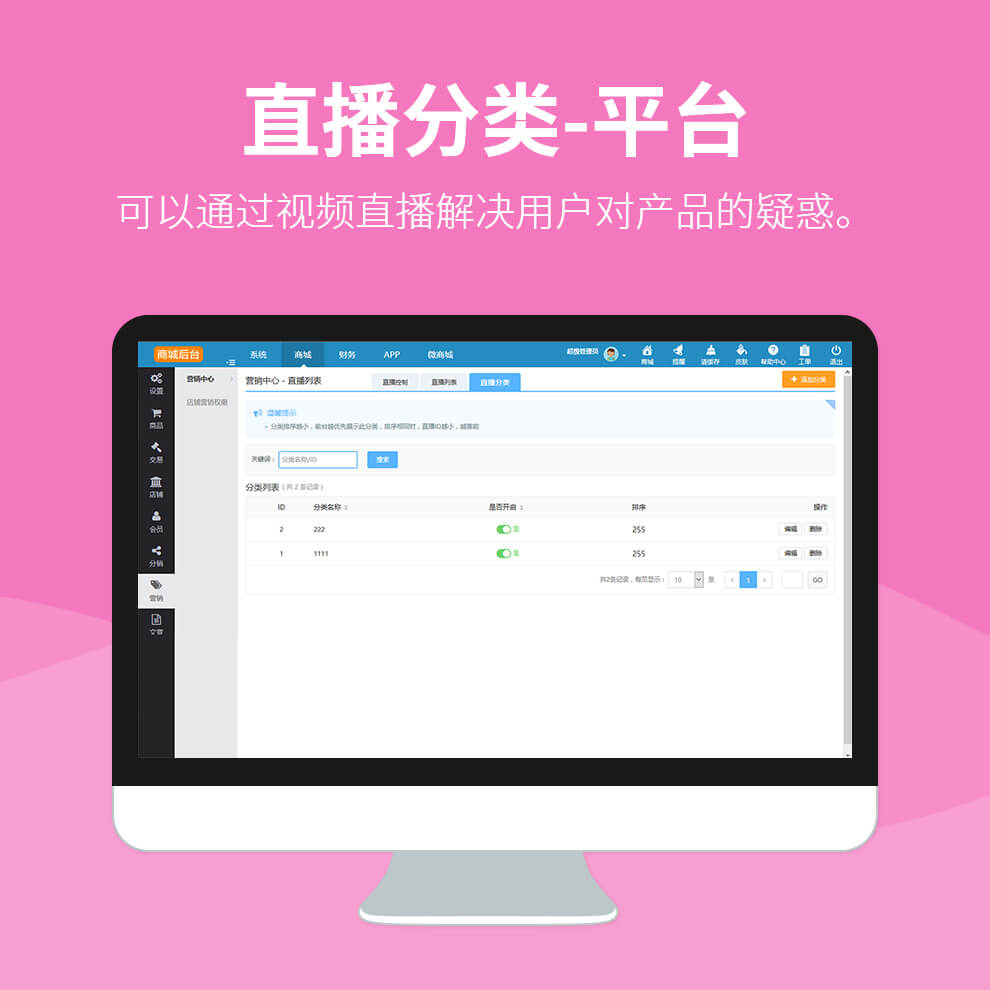 直播分类-平台
可以通过视频直播解决用户对产品的疑惑。
商城后台
系统 商城 财务 APP 微商城
超级管理员
商城 提醒 清缓存 皮肤 帮助中心 工单 退出
设置
商品
交易
店铺
会员
分销
营销
文章
营销中心
店铺营销权限
营销中心 - 直播列表
直播控制 直播列表 直播分类
添加分类
温馨提示
分类排序越小，前台越优先展示此分类，排序相同时，直播ID越小，越靠前
关键词： 分类名称/ID 搜索
分类列表 ( 共 2 条记录 )
ID 分类名称 是否开启 排序 操作
2 222 是 255 编辑 删除
1 1111 是 255 编辑 删除
共2条记录，每页显示： 10 条 < 1 > GO